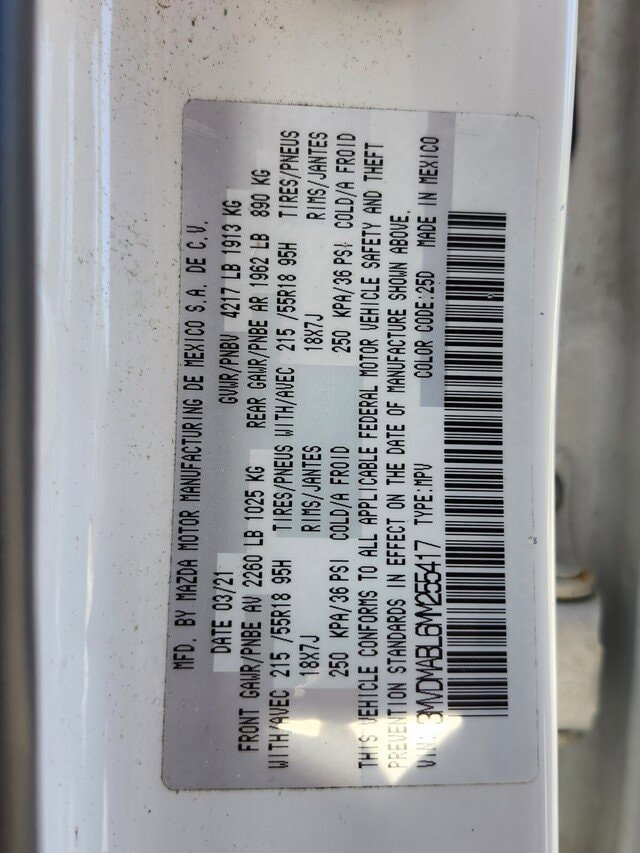 MFD. BY MAZDA MOTOR MANUFACTURING DE MEXICO S.A. DE C.V.
DATE 03/21 GVWR/PNBV 4217 LB 1913 KG
FRONT GAWR/PNBE AV 2260 LB 1025 KG REAR GAWR/PNBE AR 1962 LB 890 KG
WITH/AVEC 215 /55R18 95H TIRES/PNEUS WITH/AVEC 215 /55R18 95H TIRES/PNEUS
18X7J RIMS/JANTES 18X7J RIMS/JANTES
250 KPA/36 PSI COLD/A FROID 250 KPA/36 PSI COLD/A FROID
THIS VEHICLE CONFORMS TO ALL APPLICABLE FEDERAL MOTOR VEHICLE SAFETY AND THEFT
PREVENTION STANDARDS IN EFFECT ON THE DATE OF MANUFACTURE SHOWN ABOVE.
VIN: 3MVDMABL6MM255417 TYPE:MPV COLOR CODE:25D MADE IN MEXICO